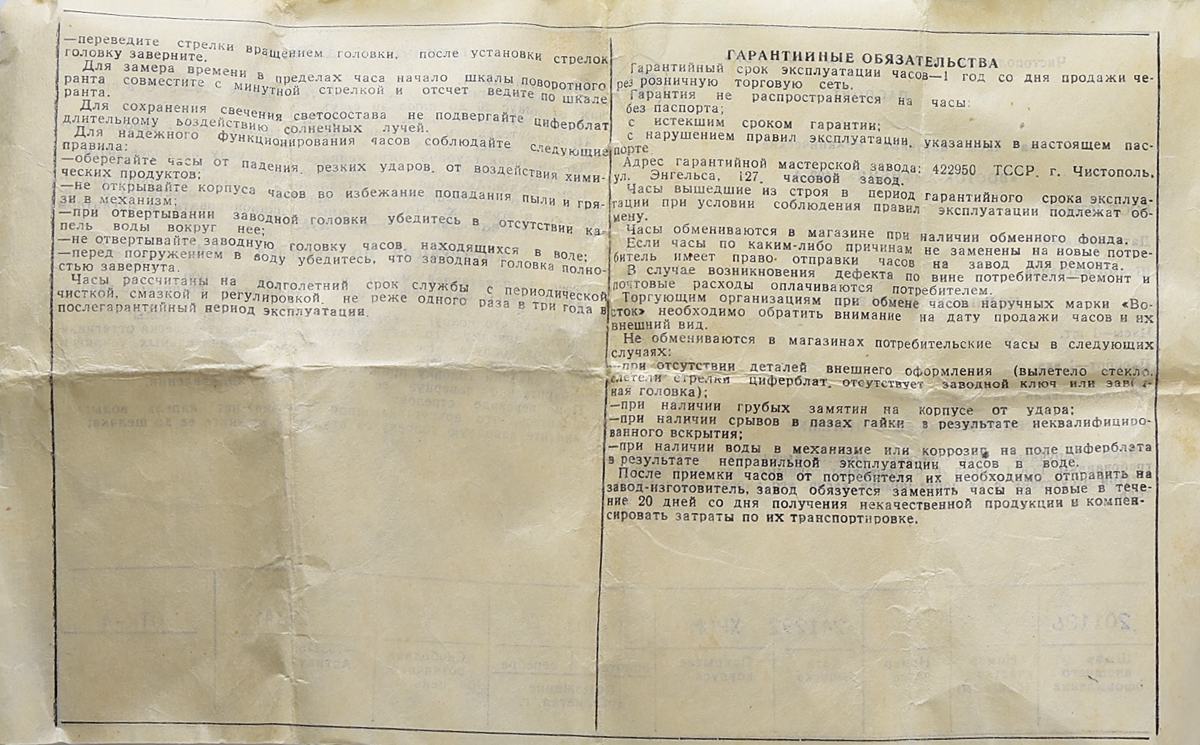 —переведите стрелки вращением головки, после установки стрелок
головку заверните.
Для замера времени в пределах часа начало шкалы поворотного
ранта совместите с минутной стрелкой и отсчет ведите по шкале
ранта.
Для сохранения свечения светосостава не подвергайте циферблат
длительному воздействию солнечных лучей.
Для надежного функционирования часов соблюдайте следующие
правила:
—оберегайте часы от падения, резких ударов, от воздействия хими-
ческих продуктов;
—не открывайте корпуса часов во избежание попадания пыли и гря-
зи в механизм;
—при отвертывании заводной головки убедитесь в отсутствии ка-
пель воды вокруг нее;
—не отвертывайте заводную головку часов, находящихся в воле;
—перед погружением в воду убедитесь, что заводная головка полно-
стью завернута.
Часы рассчитаны на долголетний срок службы с периодической
чисткой, смазкой и регулировкой, не реже одного раза в три года в
послегарантийный период эксплуатации.
ГАРАНТИЙНЫЕ ОБЯЗАТЕЛЬСТВА
Гарантийный срок эксплуатации часов—1 год со дня продажи че-
рез розничную торговую сеть.
Гарантия не распространяется на часы:
без паспорта;
с истекшим сроком гарантии;
с нарушением правил эксплуатации, указанных в настоящем пас-
порте
Адрес гарантийной мастерской завода: 422950 ТССР, г. Чистополь,
ул. Энгельса, 127, часовой завод.
Часы вышедшие из строя в период гарантийного срока эксплуа-
тации при условии соблюдения правил эксплуатации подлежат об-
мену.
Часы обмениваются в магазине при наличии обменного фонда.
Если часы по каким-либо причинам не заменены на новые потре-
битель имеет право отправки часов на завод для ремонта.
В случае возникновения дефекта по вине потребителя—ремонт и
почтовые расходы оплачиваются потребителем.
Торгующим организациям при обмене часов наручных марки «Во-
сток» необходимо обратить внимание на дату продажи часов и их
внешний вид.
Не обмениваются в магазинах потребительские часы в следующих
случаях:
—при отсутствии деталей внешнего оформления (вылетело стекло,
слетели стрелки циферблат, отсутствует заводной ключ или завод-
ная головка);
—при наличии грубых замятин на корпусе от удара;
—при наличии срывов в пазах гайки в результате неквалифициро-
ванного вскрытия;
—при наличии воды в механизме или коррозии на поле циферблата
в результате неправильной эксплуатации часов в воде.
После приемки часов от потребителя их необходимо отправить на
завод-изготовитель, завод обязуется заменить часы на новые в тече-
ние 20 дней со дня получения некачественной продукции и компен-
сировать затраты по их транспортировке.